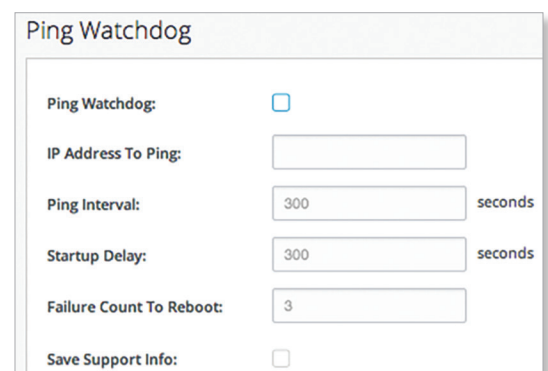 Ping Watchdog
Ping Watchdog:
IP Address To Ping:
Ping Interval: 300 seconds
Startup Delay: 300 seconds
Failure Count To Reboot: 3
Save Support Info: